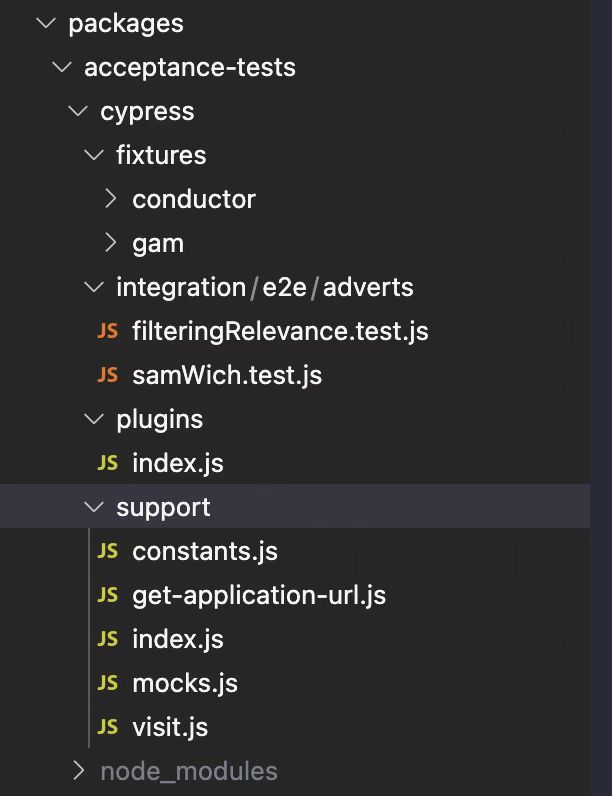 packages
acceptance-tests
cypress
fixtures
conductor
gam
integration/e2e/adverts
JS filteringRelevance.test.js
JS samWich.test.js
plugins
JS index.js
support
JS constants.js
JS get-application-url.js
JS index.js
JS mocks.js
JS visit.js
node_modules